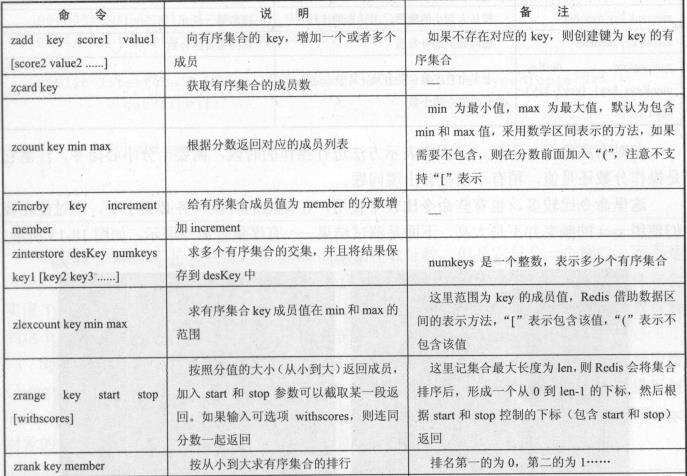 命 令 说 明 备 注
zadd key score1 value1
[score2 value2 ......]
向有序集合的 key，增加一个或者多个
成员
如果不存在对应的 key，则创建键为 key 的有
序集合
zcard key
获取有序集合的成员数
—
zcount key min max
根据分数返回对应的成员列表
min 为最小值，max 为最大值，默认为包含
min 和 max 值，采用数学区间表示的方法，如果
需要不包含，则在分数前面加入“(”，注意不支
持“[”表示
zincrby key increment
member
给有序集合成员值为 member 的分数增
加 increment
—
zinterstore desKey numkeys
key1 [key2 key3 ......]
求多个有序集合的交集，并且将结果保
存到 desKey 中
numkeys 是一个整数，表示多少个有序集合
zlexcount key min max
求有序集合 key 成员值在 min 和 max 的
范围
这里范围为 key 的成员值，Redis 借助数据区
间的表示方法，“[”表示包含该值，“(”表示不
包含该值
zrange key start stop
[withscores]
按照分值的大小（从小到大）返回成员，
加入 start 和 stop 参数可以截取某一段返
回。如果输入可选项 withscores，则连同
分数一起返回
这里记集合最大长度为 len，则 Redis 会将集合
排序后，形成一个从 0 到 len-1 的下标，然后根
据 start 和 stop 控制的下标（包含 start 和 stop）
返回
zrank key member
按从小到大求有序集合的排行
排名第一的为 0，第二的为 1……